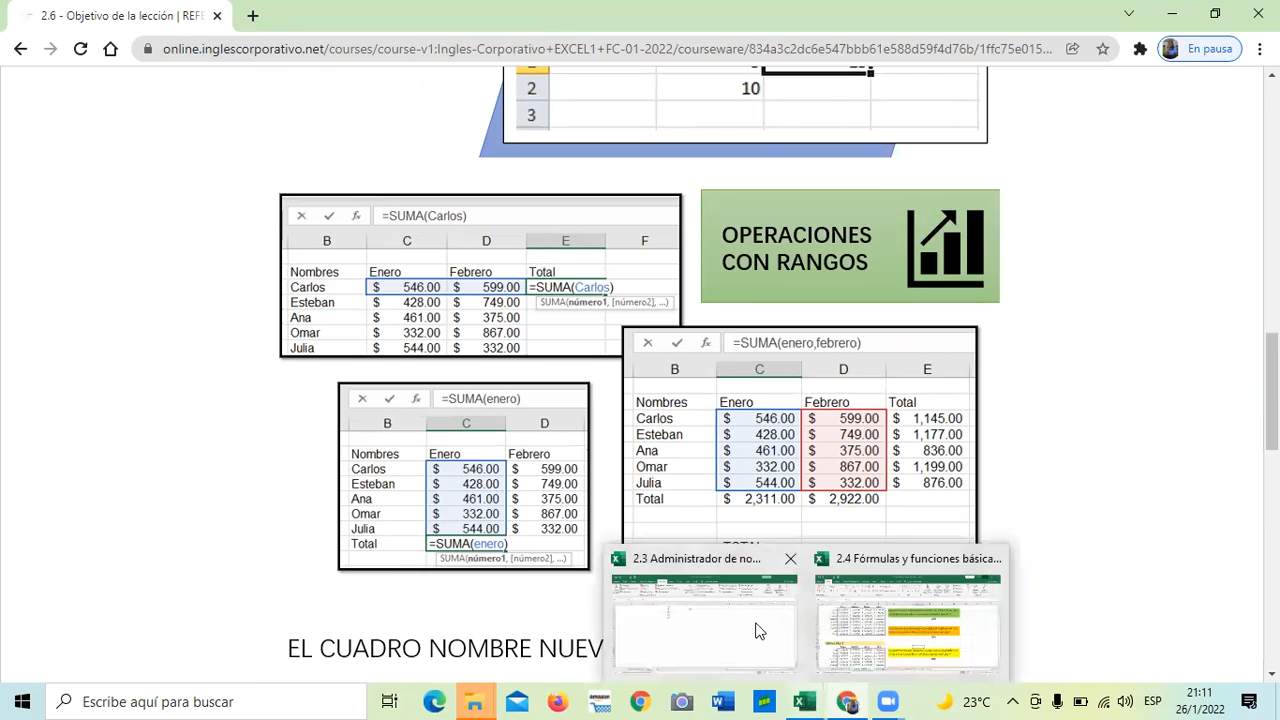 2.6 - Objetivo de la lección | REFE
online.inglescorporativo.net/courses/course-v1:Ingles-Corporativo+EXCEL1+FC-01-2022/courseware/834a3c2dc6e547bbb61e588d59f4d76b/1ffc75e015...
En pausa
2 10
3
=SUMA(Carlos)
B C D E F
Nombres Enero Febrero Total
Carlos $ 546.00 $ 599.00 =SUMA(Carlos)
Esteban $ 428.00 $ 749.00 SUMA(número1, [número2], ...)
Ana $ 461.00 $ 375.00
Omar $ 332.00 $ 867.00
Julia $ 544.00 $ 332.00
OPERACIONES
CON RANGOS
=SUMA(enero,febrero)
B C D E
Nombres Enero Febrero Total
Carlos $ 546.00 $ 599.00 $ 1,145.00
Esteban $ 428.00 $ 749.00 $ 1,177.00
Ana $ 461.00 $ 375.00 $ 836.00
Omar $ 332.00 $ 867.00 $ 1,199.00
Julia $ 544.00 $ 332.00 $ 876.00
Total $ 2,311.00 $ 2,922.00
=SUMA(enero)
B C D
Nombres Enero Febrero
Carlos $ 546.00 $ 599.00
Esteban $ 428.00 $ 749.00
Ana $ 461.00 $ 375.00
Omar $ 332.00 $ 867.00
Julia $ 544.00 $ 332.00
Total =SUMA(enero)
SUMA(número1, [número2], ...)
2.3 Administrador de no...
2.4 Fórmulas y funciones básica...
EL CUADRO NOMBRE NUEV
Escribe aquí para buscar
23°C
ESP
21:11
26/1/2022